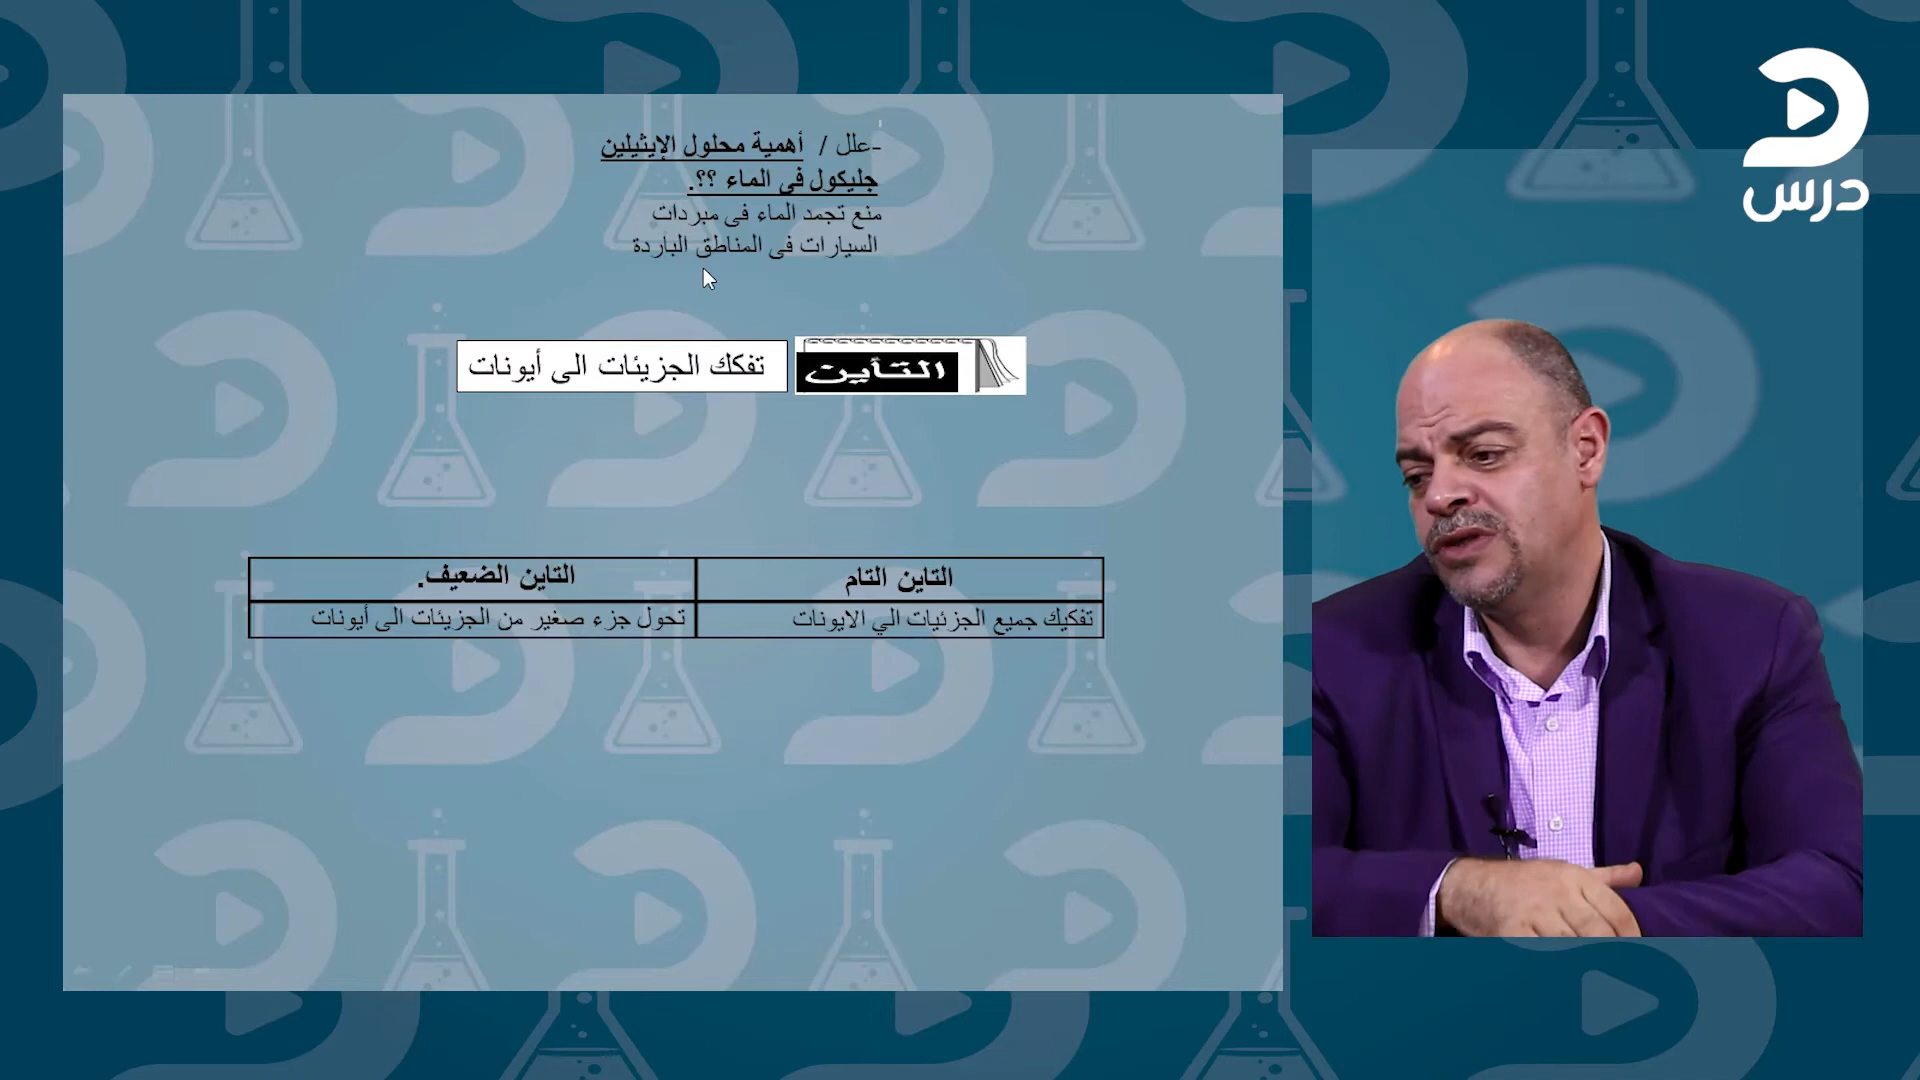 -علل / أهمية محلول الإيثيلين
جليكول فى الماء ؟؟.
منع تجمد الماء فى مبردات
السيارات فى المناطق الباردة
التأين
تفكك الجزيئات الى أيونات
التاين التام
التاين الضعيف.
تفكيك جميع الجزئيات الي الايونات
تحول جزء صغير من الجزيئات الى أيونات
درس